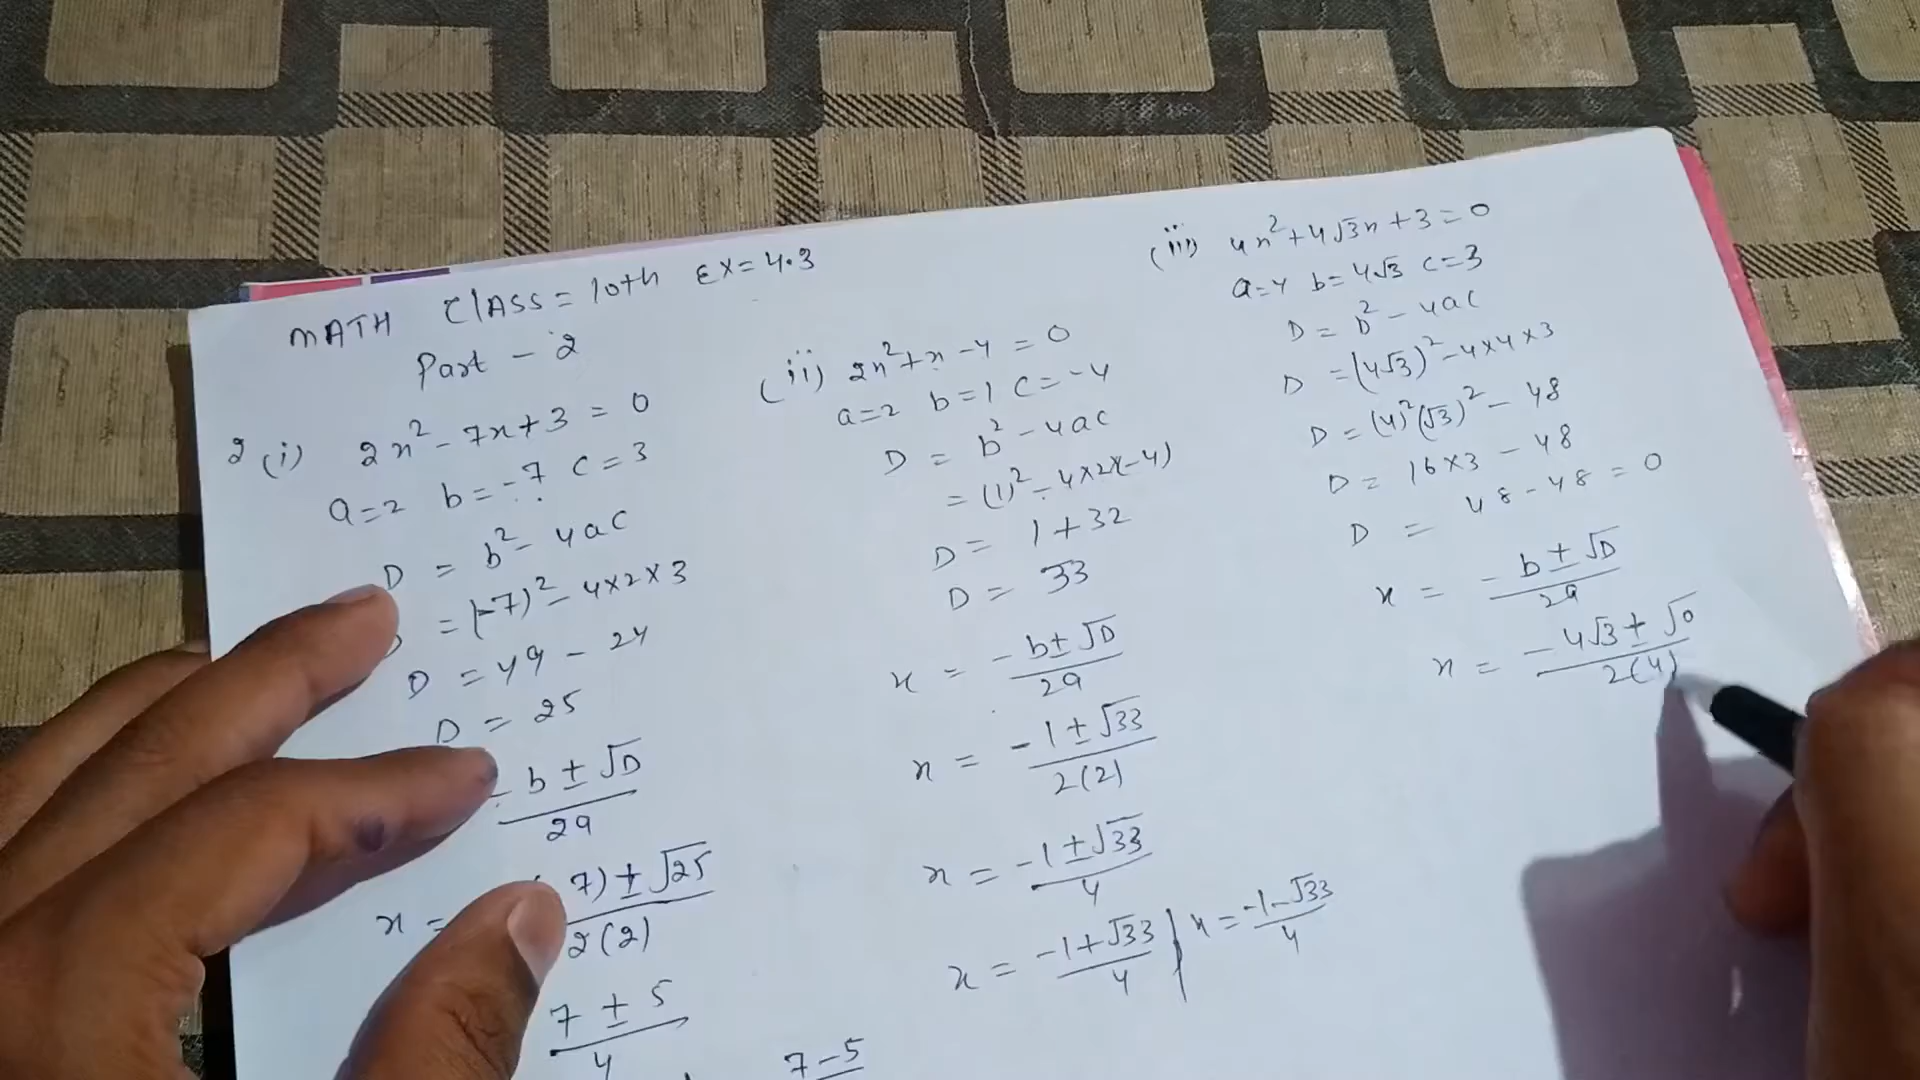 MATH CLASS = 10th EX = 4.3
Part - 2
2 (i) 2x² - 7x + 3 = 0
a=2 b=-7 c=3
D = b² - 4ac
= (-7)² - 4×2×3
D = 49 - 24
D = 25
- b ± √D / 2a
x = 7) ± √25 / 2(2)
7 ± 5 / 4
7-5
(ii) 2x² + x - 4 = 0
a=2 b=1 c=-4
D = b² - 4ac
= (1)² - 4×2×(-4)
D = 1 + 32
D = 33
x = -b ± √D / 2a
x = -1 ± √33 / 2(2)
x = -1 ± √33 / 4
x = -1 + √33 / 4 | x = -1 - √33 / 4
(iii) 4x² + 4√3x + 3 = 0
a=4 b=4√3 c=3
D = b² - 4ac
D = (4√3)² - 4×4×3
D = (4)²(√3)² - 48
D = 16×3 - 48
D = 48 - 48 = 0
x = -b ± √D / 2a
x = -4√3 ± √0 / 2(4)